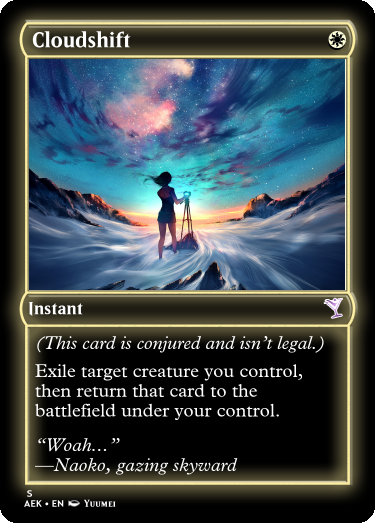 Cloudshift
Instant
(This card is conjured and isn't legal.)
Exile target creature you control,
then return that card to the
battlefield under your control.
“Woah…”
—Naoko, gazing skyward
S
AEK • EN Yuumei